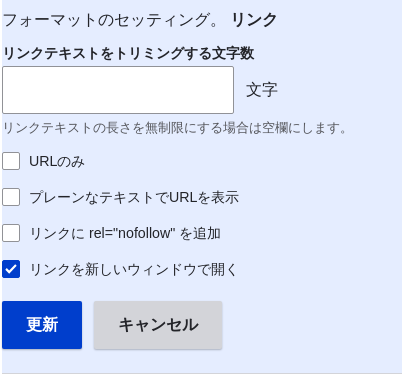 フォーマットのセッティング。 リンク
リンクテキストをトリミングする文字数
文字
リンクテキストの長さを無制限にする場合は空欄にします。
URLのみ
プレーンなテキストでURLを表示
リンクに rel="nofollow" を追加
リンクを新しいウィンドウで開く
更新 キャンセル